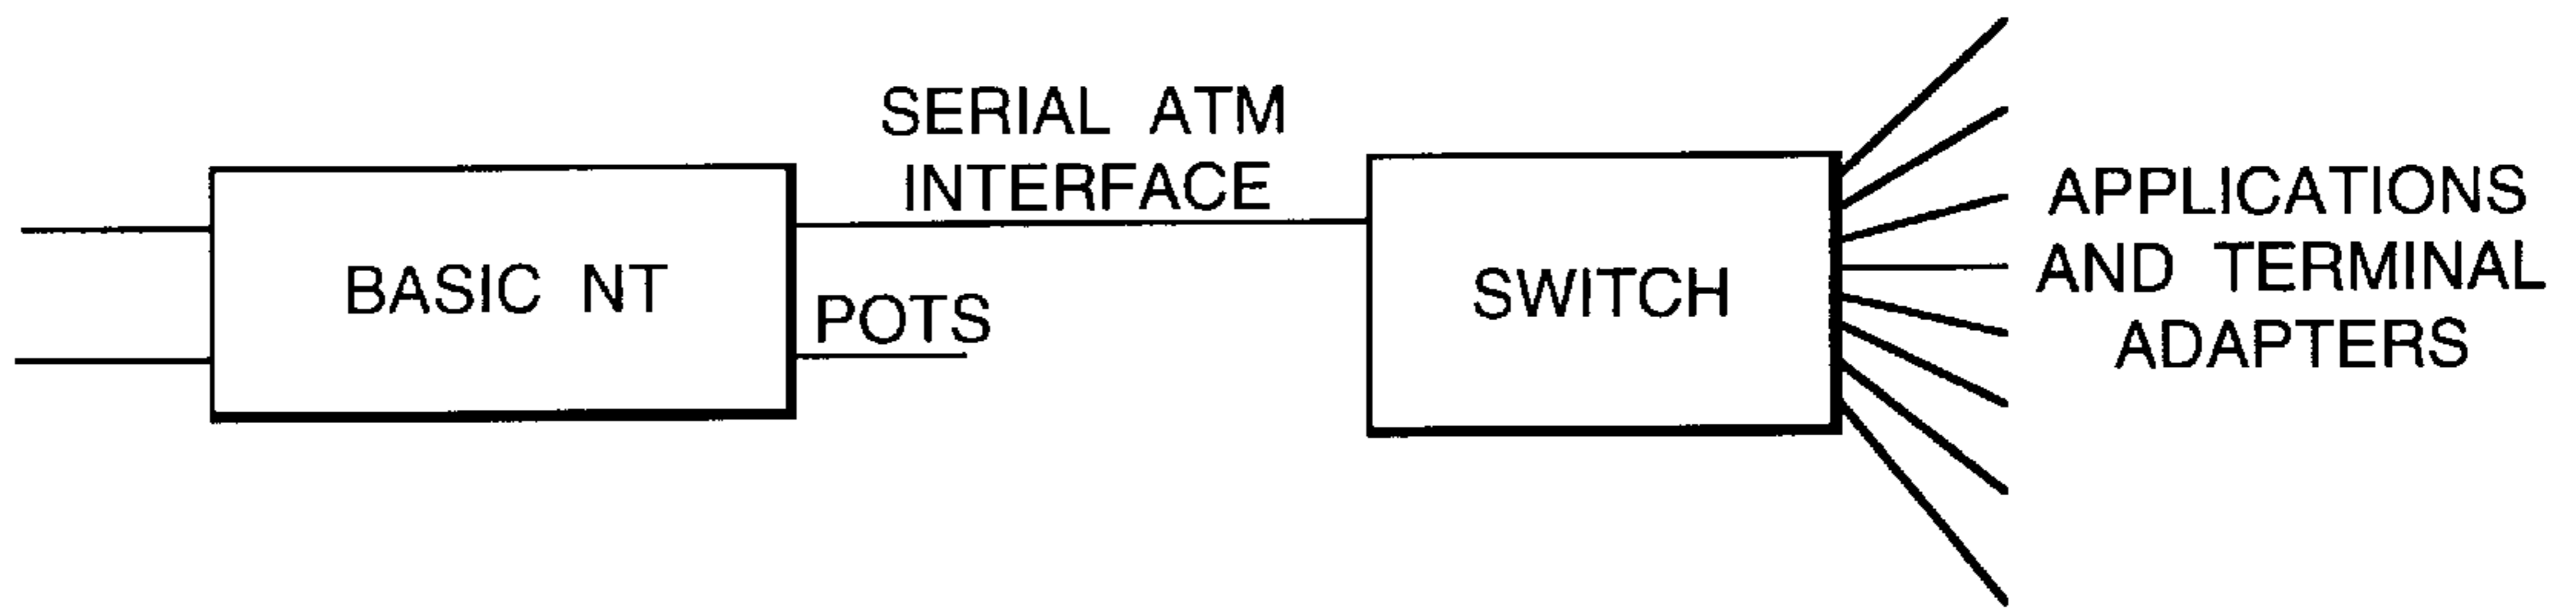 SERIAL ATM
INTERFACE
BASIC NT
POTS
SWITCH
APPLICATIONS
AND TERMINAL
ADAPTERS